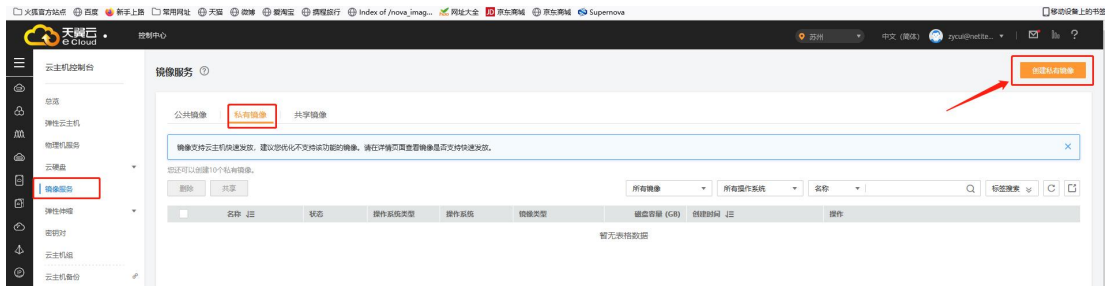 火狐官方站点 百度 新手上路 常用网址 天猫 微博 爱淘宝 携程旅行 Index of /nova_imag... 网址大全 JD 京东商城 京东商城 Supernova 移动设备上的书签
天翼云 e Cloud 控制中心 苏州 中文 (简体) zycui@netite...
云主机控制台
镜像服务
创建私有镜像
总览
弹性云主机
物理机服务
云硬盘
镜像服务
弹性伸缩
密钥对
云主机组
云主机备份
公共镜像 私有镜像 共享镜像
镜像支持云主机快速发放，建议您优化不支持该功能的镜像。请在详情页面查看镜像是否支持快速发放。
您还可以创建10个私有镜像。
删除 共享 所有镜像 所有操作系统 名称 标签搜索
名称 状态 操作系统类型 操作系统 镜像类型 磁盘容量 (GB) 创建时间 操作
暂无表格数据